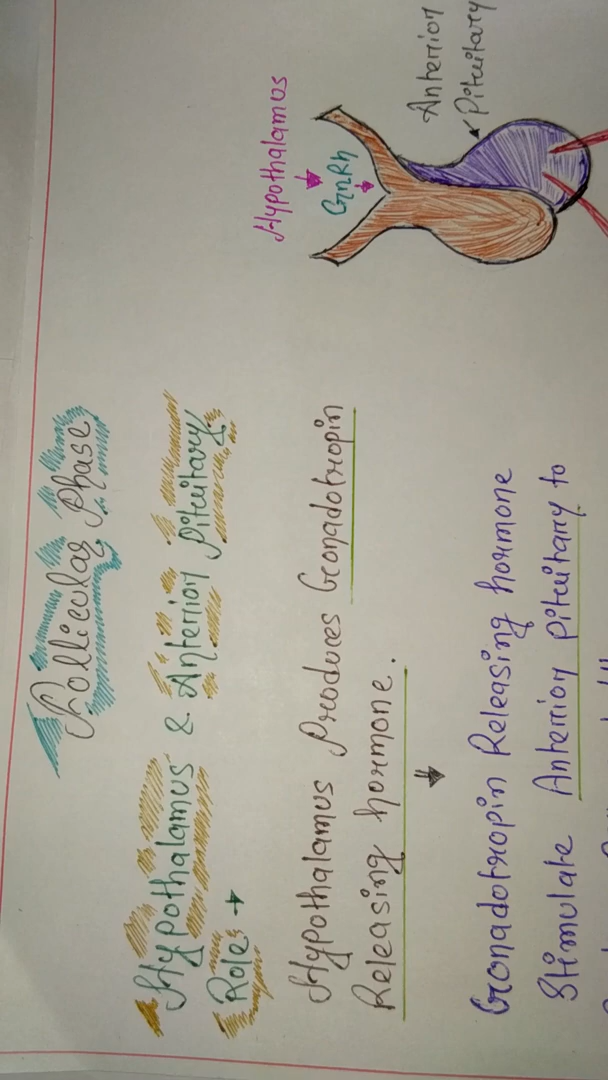 Follicular Phase
Hypothalamus & Anterior Pituitary
Role →
Hypothalamus Produces Gonadotropin
Releasing hormone.
Gonadotropin Releasing hormone
Stimulate Anterior pituitary to
Hypothalamus
GnRh
Anterior
Pituitary